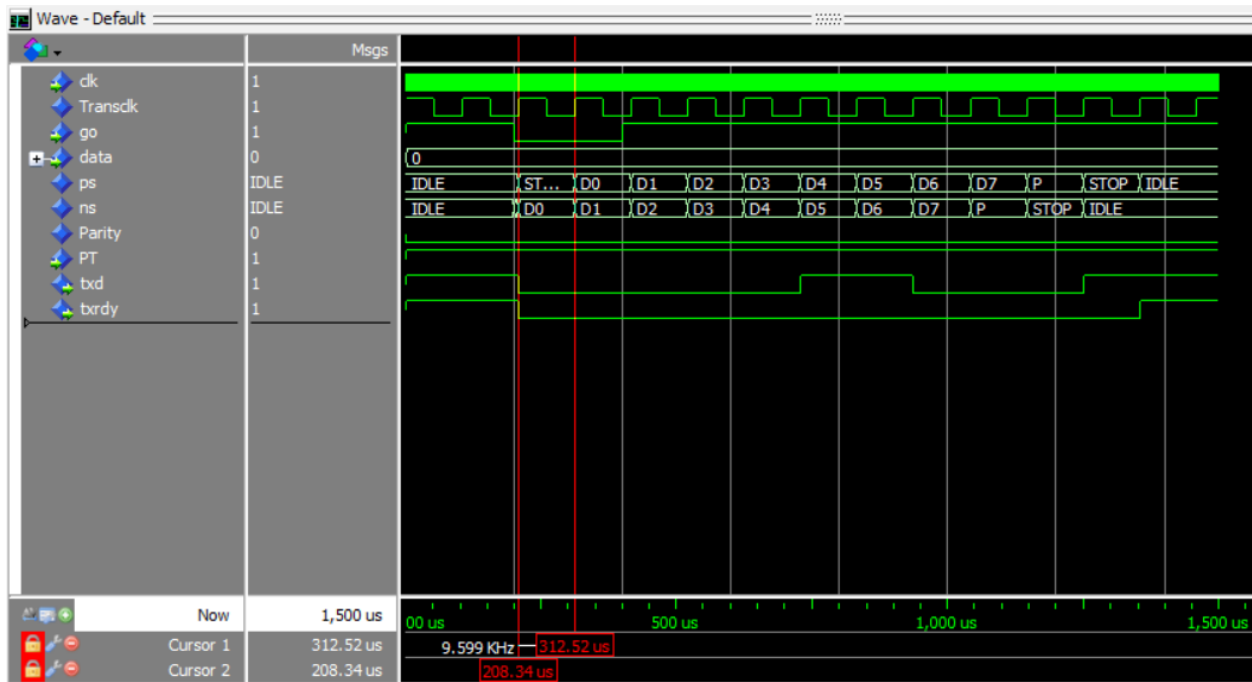 Wave - Default
Msgs
clk 1
Transclk 1
go 1
data 0 0
ps IDLE IDLE ST... D0 D1 D2 D3 D4 D5 D6 D7 P STOP IDLE
ns IDLE IDLE D0 D1 D2 D3 D4 D5 D6 D7 P STOP IDLE
Parity 0
PT 1
txd 1
txrdy 1
Now 1,500 us 00 us 500 us 1,000 us 1,500 us
Cursor 1 312.52 us 9.599 KHz 312.52 us
Cursor 2 208.34 us 208.34 us